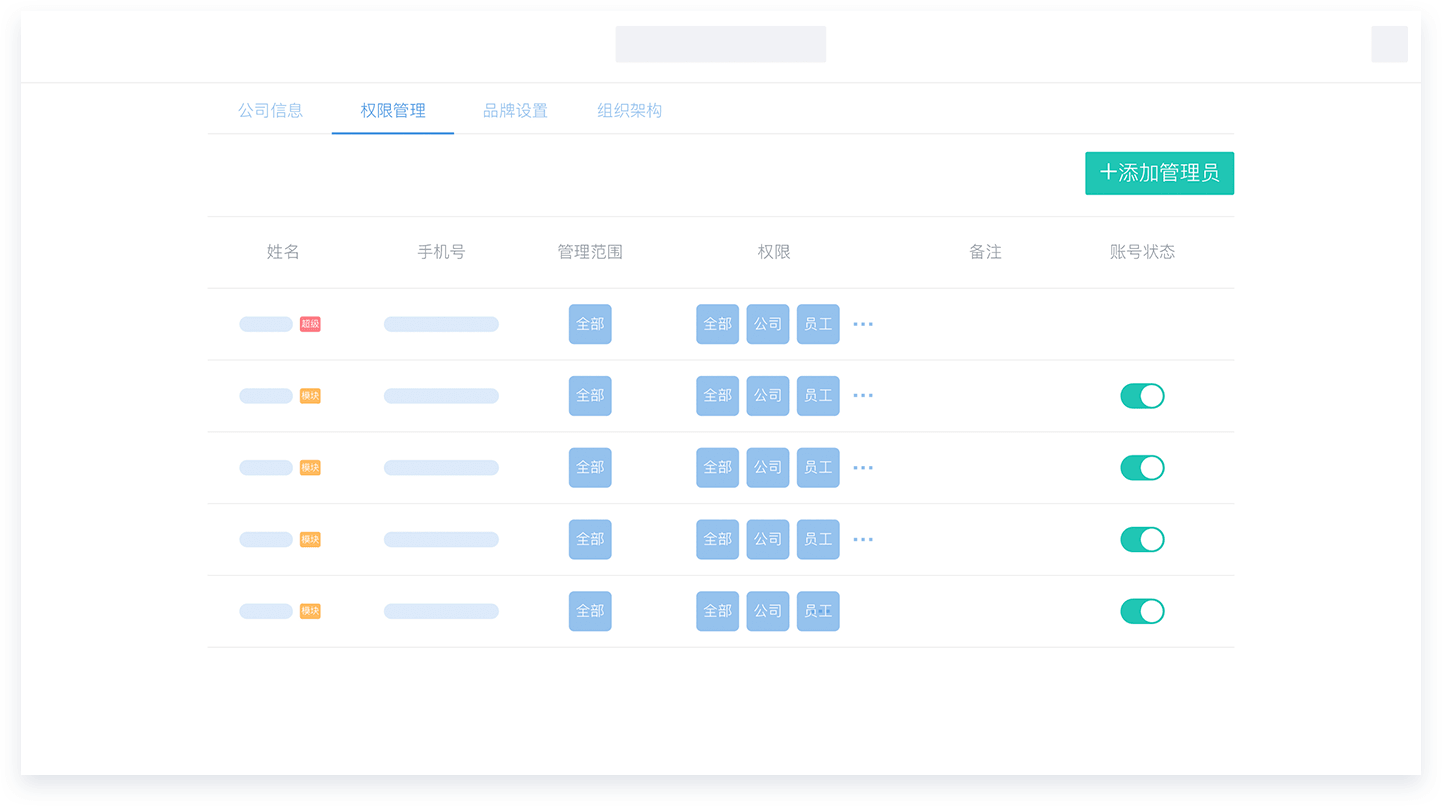 公司信息 权限管理 品牌设置 组织架构
+添加管理员
姓名 手机号 管理范围 权限 备注 账号状态
超级 全部 全部 公司 员工 ...
模块 全部 全部 公司 员工 ...
模块 全部 全部 公司 员工 ...
模块 全部 全部 公司 员工 ...
模块 全部 全部 公司 员工 ...